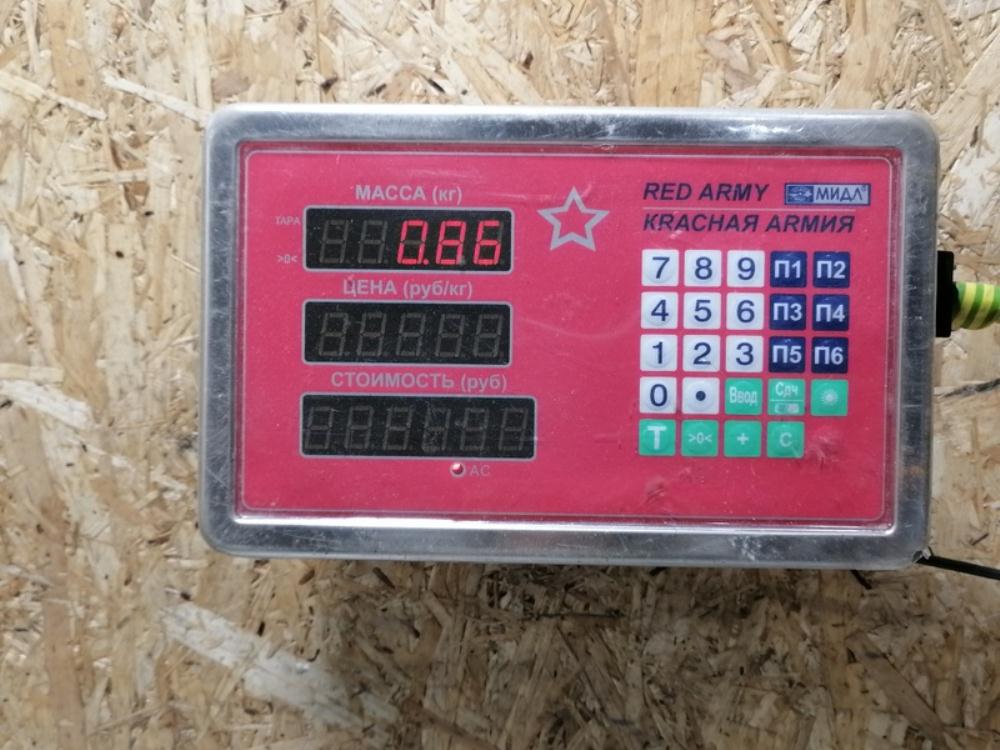 МАССА (кг)
ТАРА
>0<
0.86
ЦЕНА (руб/кг)
СТОИМОСТЬ (руб)
AC
RED ARMY МИДЛ
КRАСНАЯ АRМИЯ
7 8 9 П1 П2
4 5 6 П3 П4
1 2 3 П5 П6
0 • Ввод Сдч
T >0< + C